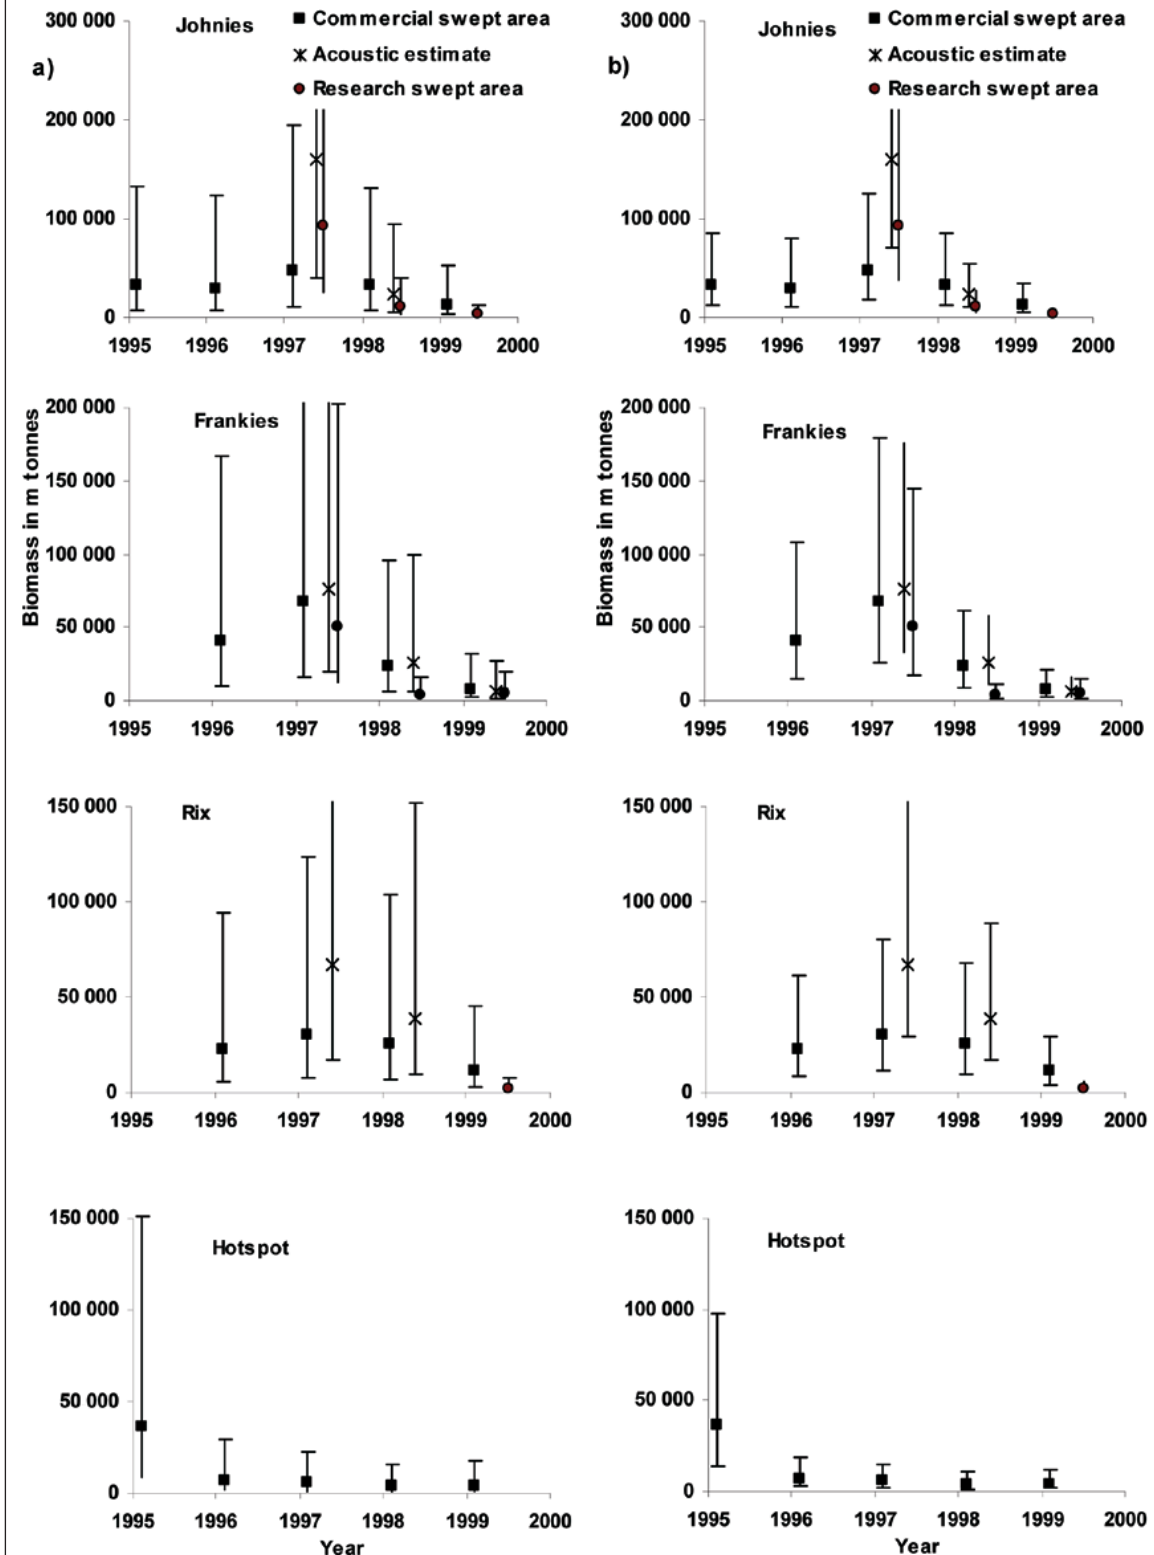 a)
Johnies
Commercial swept area
Acoustic estimate
Research swept area
300 000
200 000
100 000
0
1995 1996 1997 1998 1999 2000
b)
Johnies
Commercial swept area
Acoustic estimate
Research swept area
300 000
200 000
100 000
0
1995 1996 1997 1998 1999 2000
Biomass in m tonnes
Frankies
200 000
150 000
100 000
50 000
0
1995 1996 1997 1998 1999 2000
Biomass in m tonnes
Frankies
200 000
150 000
100 000
50 000
0
1995 1996 1997 1998 1999 2000
Rix
150 000
100 000
50 000
0
1995 1996 1997 1998 1999 2000
Rix
150 000
100 000
50 000
0
1995 1996 1997 1998 1999 2000
Hotspot
150 000
100 000
50 000
0
1995 1996 1997 1998 1999 2000
Year
Hotspot
150 000
100 000
50 000
0
1995 1996 1997 1998 1999 2000
Year